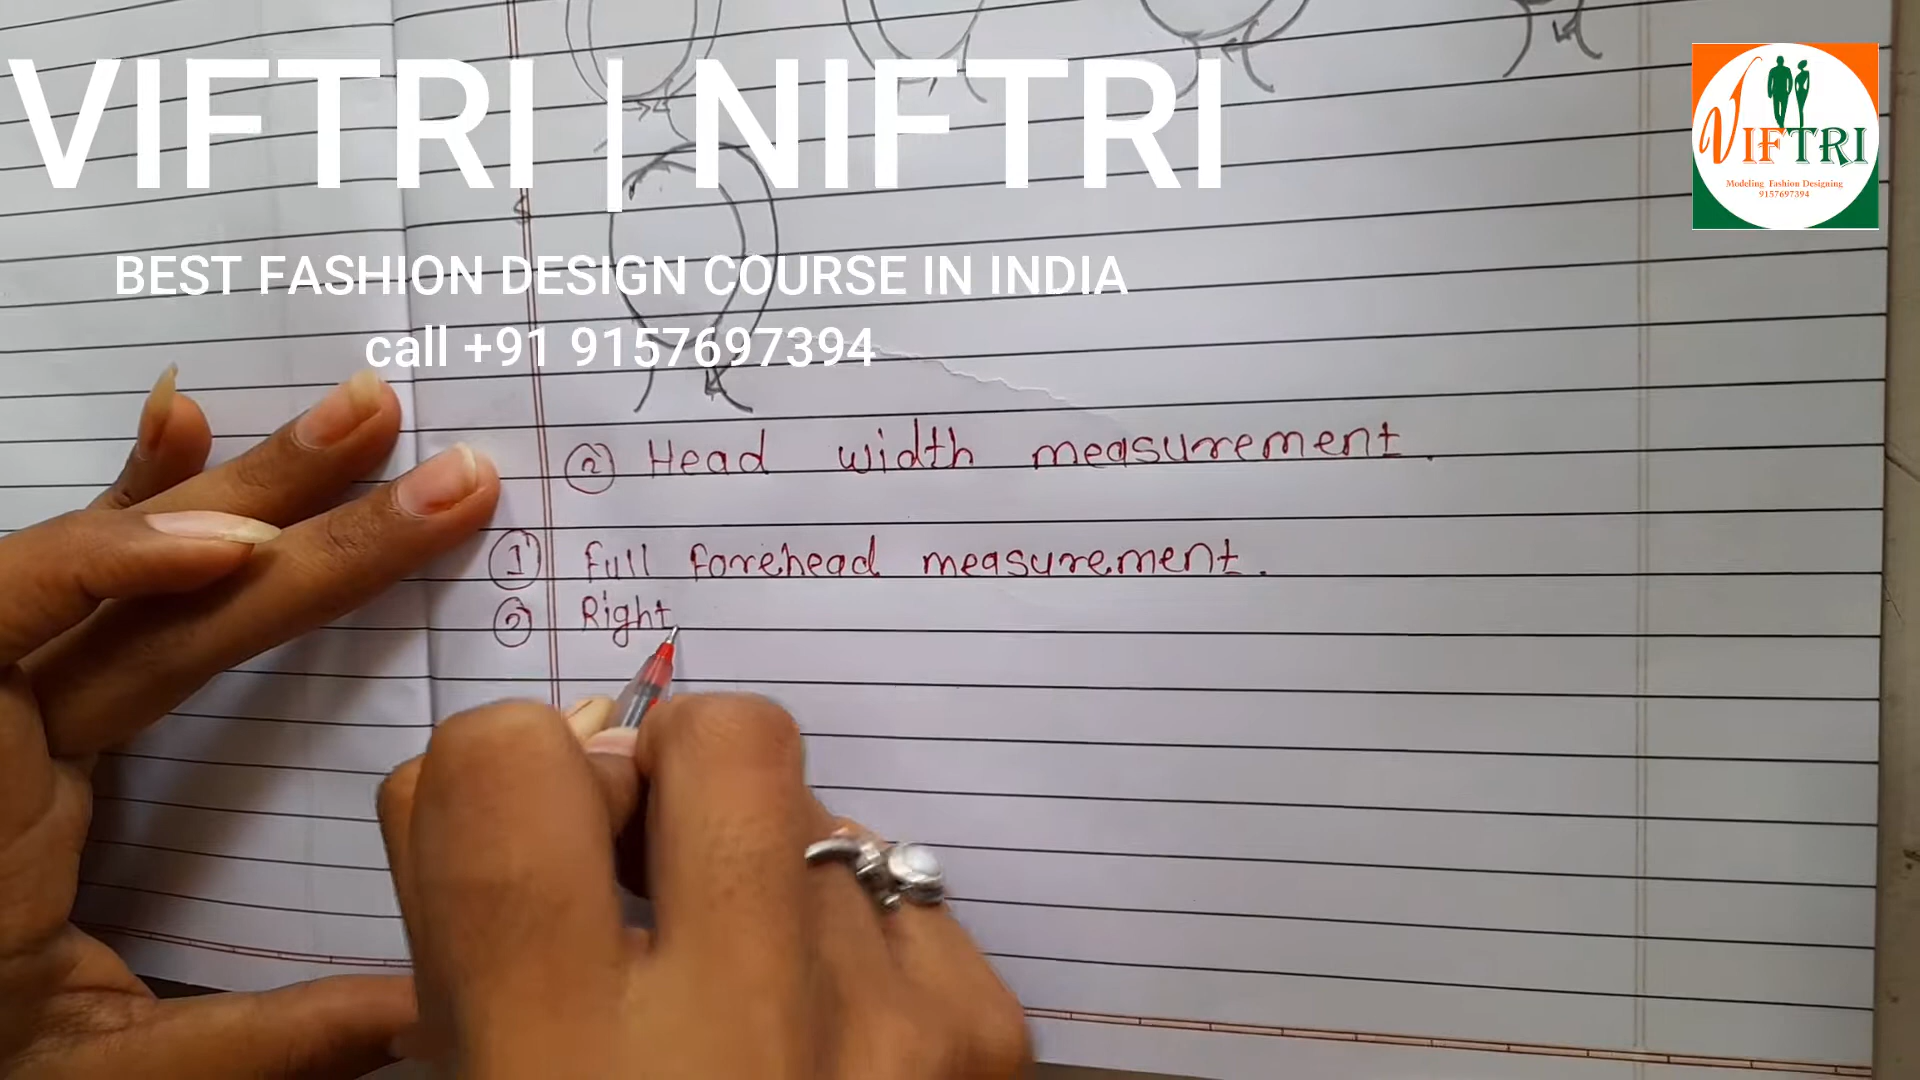 VIFTRI | NIFTRI
BEST FASHION DESIGN COURSE IN INDIA
call +91 9157697394
VIFTRI
Modeling Fashion Designing
9157697394
② Head width measurement.
① Full forehead measurement.
② Right